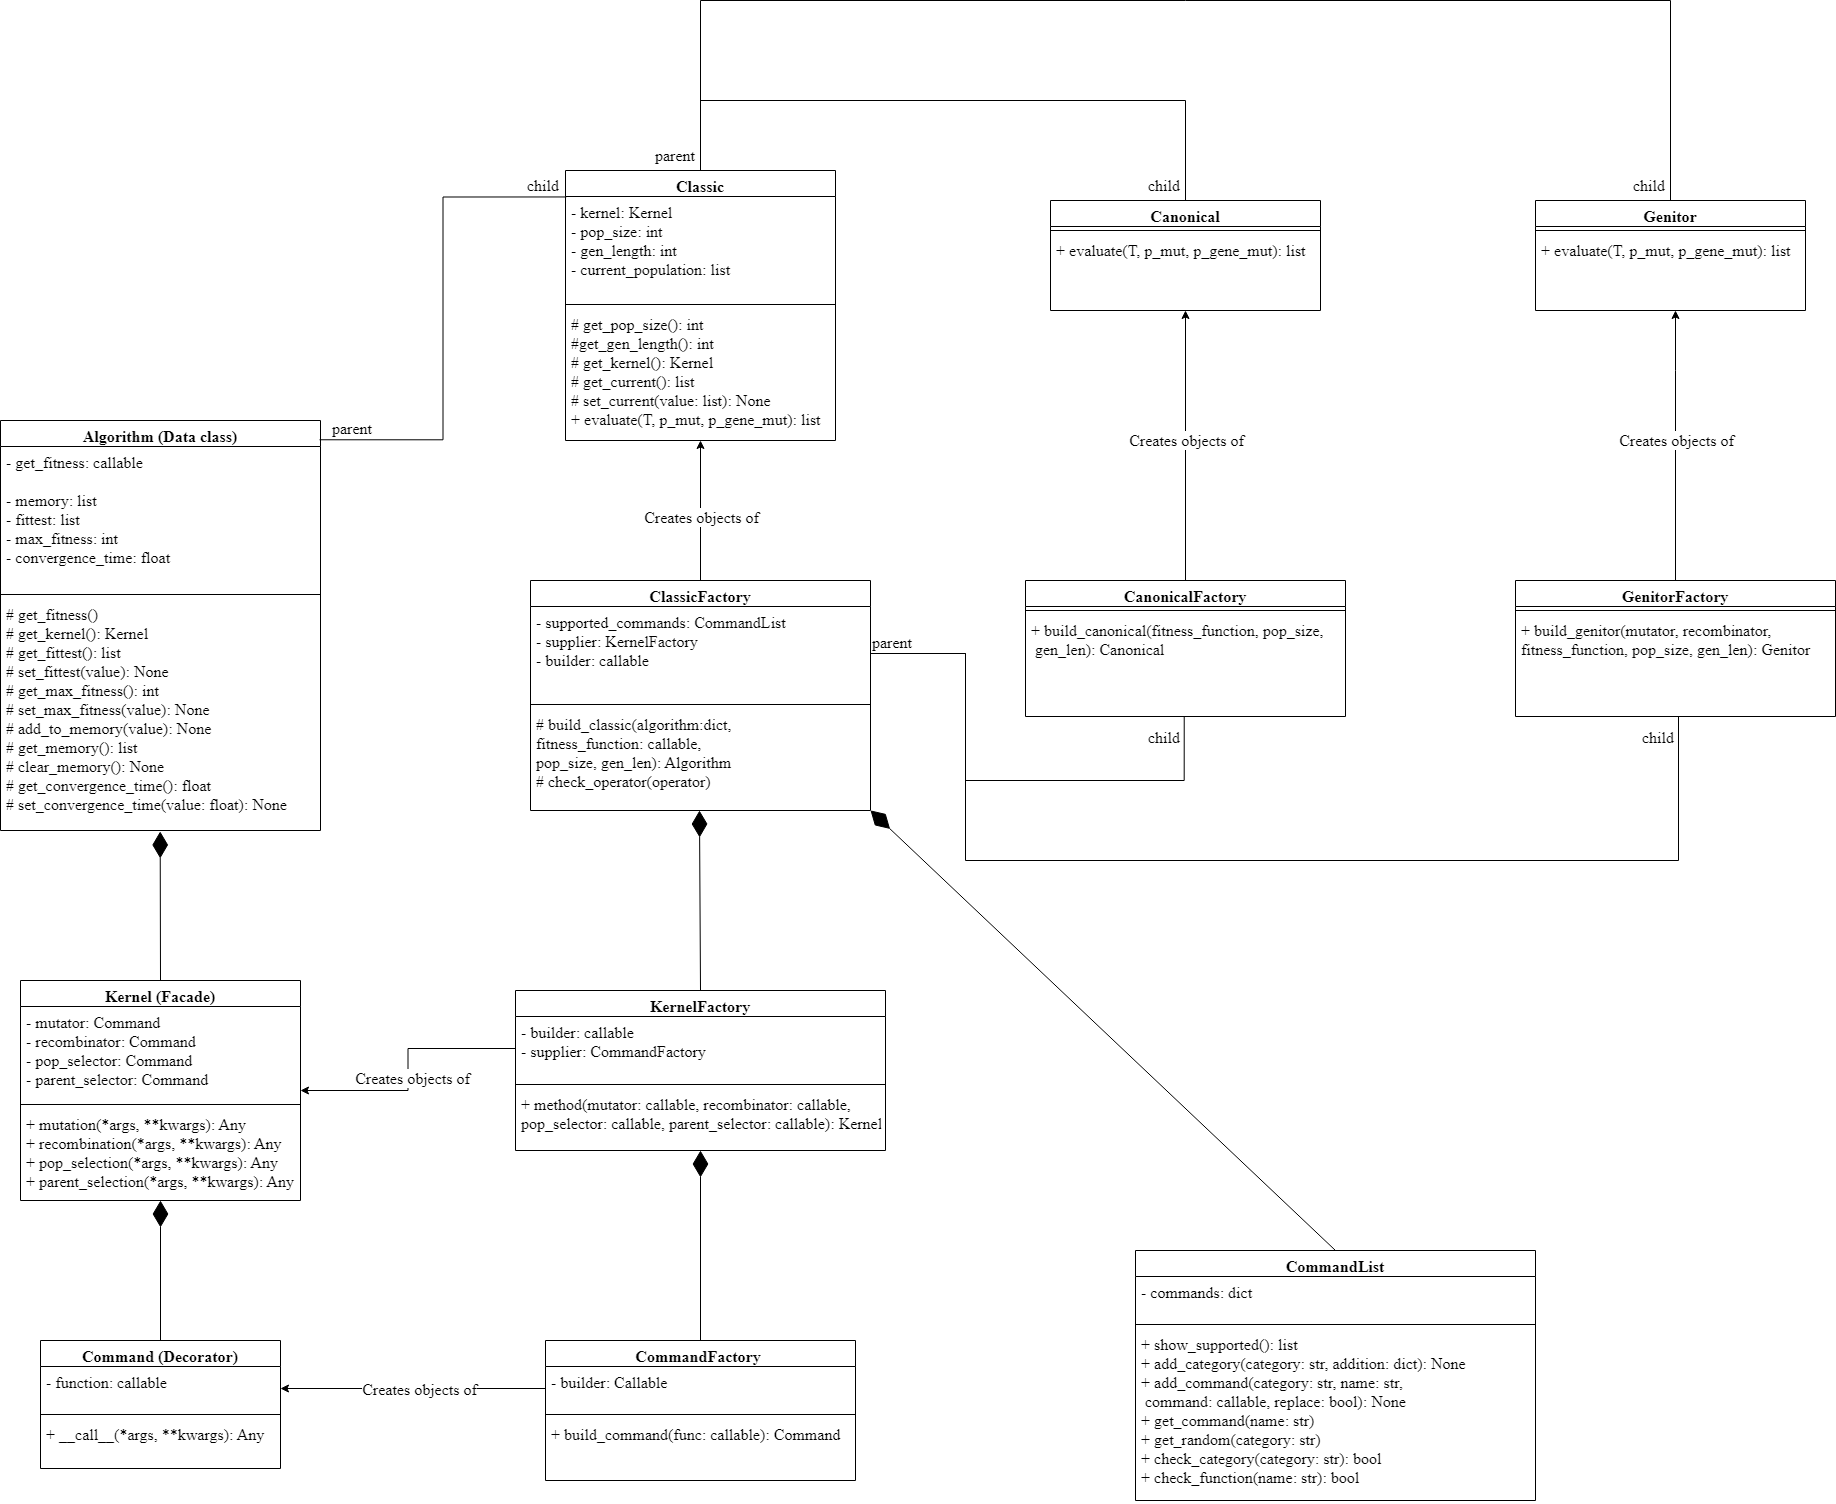 parent
child
Classic
- kernel: Kernel
- pop_size: int
- gen_length: int
- current_population: list
# get_pop_size(): int
#get_gen_length(): int
# get_kernel(): Kernel
# get_current(): list
# set_current(value: list): None
+ evaluate(T, p_mut, p_gene_mut): list
child
Canonical
+ evaluate(T, p_mut, p_gene_mut): list
child
Genitor
+ evaluate(T, p_mut, p_gene_mut): list
parent
Algorithm (Data class)
- get_fitness: callable
- memory: list
- fittest: list
- max_fitness: int
- convergence_time: float
# get_fitness()
# get_kernel(): Kernel
# get_fittest(): list
# set_fittest(value): None
# get_max_fitness(): int
# set_max_fitness(value): None
# add_to_memory(value): None
# get_memory(): list
# clear_memory(): None
# get_convergence_time(): float
# set_convergence_time(value: float): None
Creates objects of
Creates objects of
Creates objects of
ClassicFactory
- supported_commands: CommandList
- supplier: KernelFactory
- builder: callable
# build_classic(algorithm:dict,
fitness_function: callable,
pop_size, gen_len): Algorithm
# check_operator(operator)
parent
CanonicalFactory
+ build_canonical(fitness_function, pop_size,
gen_len): Canonical
child
GenitorFactory
+ build_genitor(mutator, recombinator,
fitness_function, pop_size, gen_len): Genitor
child
Kernel (Facade)
- mutator: Command
- recombinator: Command
- pop_selector: Command
- parent_selector: Command
+ mutation(*args, **kwargs): Any
+ recombination(*args, **kwargs): Any
+ pop_selection(*args, **kwargs): Any
+ parent_selection(*args, **kwargs): Any
Creates objects of
KernelFactory
- builder: callable
- supplier: CommandFactory
+ method(mutator: callable, recombinator: callable,
pop_selector: callable, parent_selector: callable): Kernel
Command (Decorator)
- function: callable
+ __call__(*args, **kwargs): Any
Creates objects of
CommandFactory
- builder: Callable
+ build_command(func: callable): Command
CommandList
- commands: dict
+ show_supported(): list
+ add_category(category: str, addition: dict): None
+ add_command(category: str, name: str,
command: callable, replace: bool): None
+ get_command(name: str)
+ get_random(category: str)
+ check_category(category: str): bool
+ check_function(name: str): bool